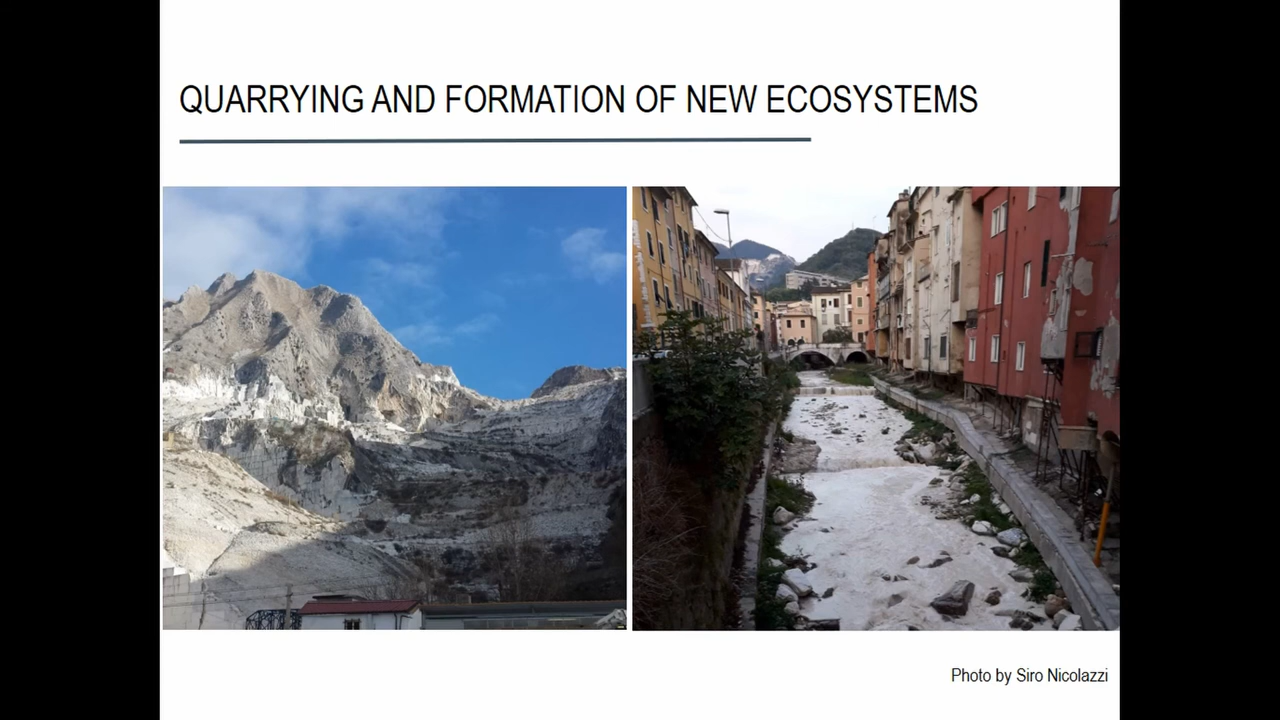 QUARRYING AND FORMATION OF NEW ECOSYSTEMS
Photo by Siro Nicolazzi